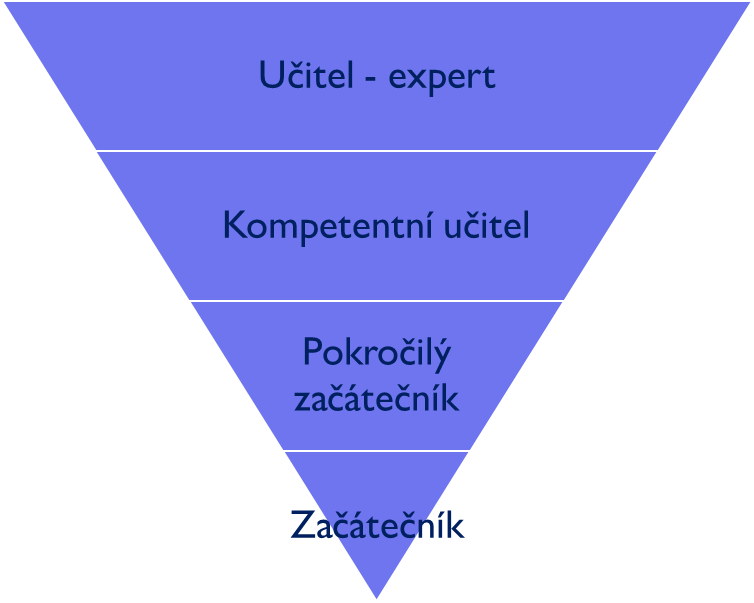 Učitel - expert
Kompetentní učitel
Pokročilý
začátečník
Začátečník